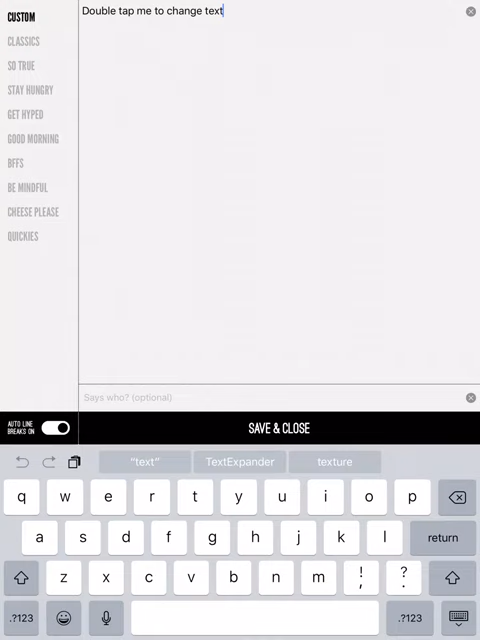 CUSTOM
Double tap me to change text
CLASSICS
SO TRUE
STAY HUNGRY
GET HYPED
GOOD MORNING
BFFS
BE MINDFUL
CHEESE PLEASE
QUICKIES
Says who? (optional)
AUTO LINE
BREAKS ON
SAVE & CLOSE
“text” TextExpander texture
q w e r t y u i o p
a s d f g h j k l return
z x c v b n m ! , ? .
.?123 .?123